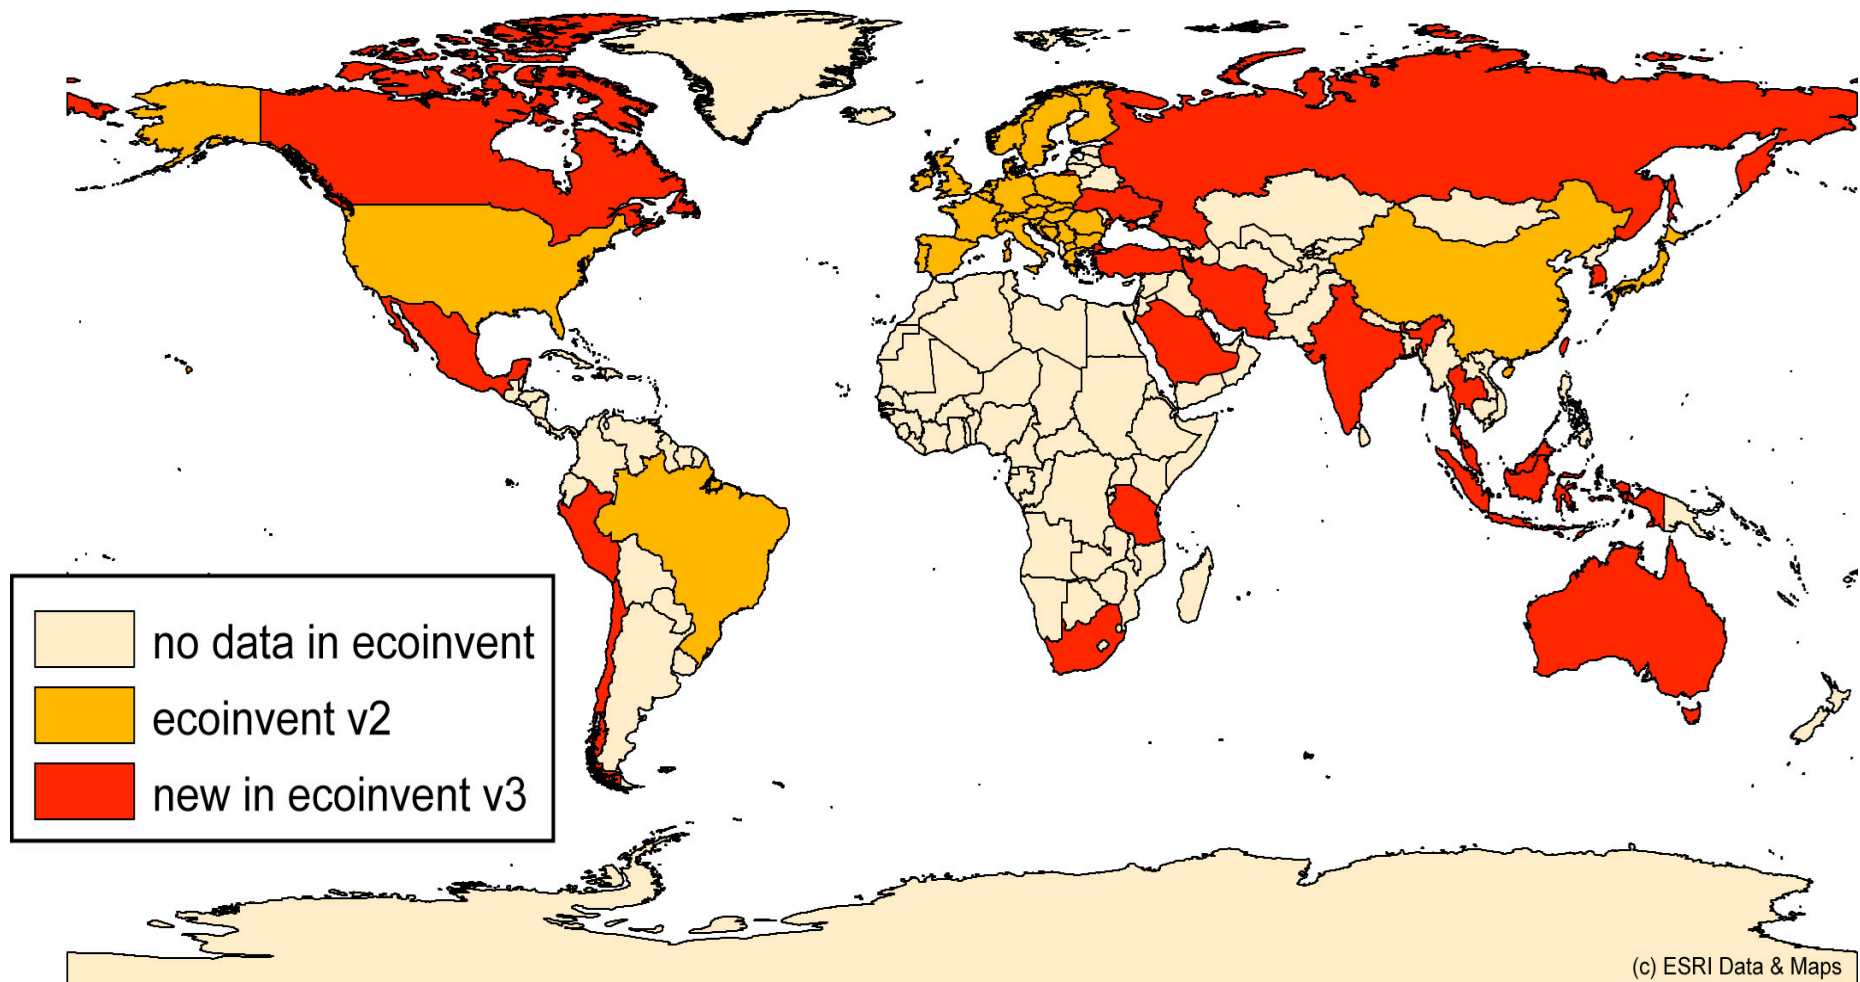 no data in ecoinvent
ecoinvent v2
new in ecoinvent v3
(c) ESRI Data & Maps